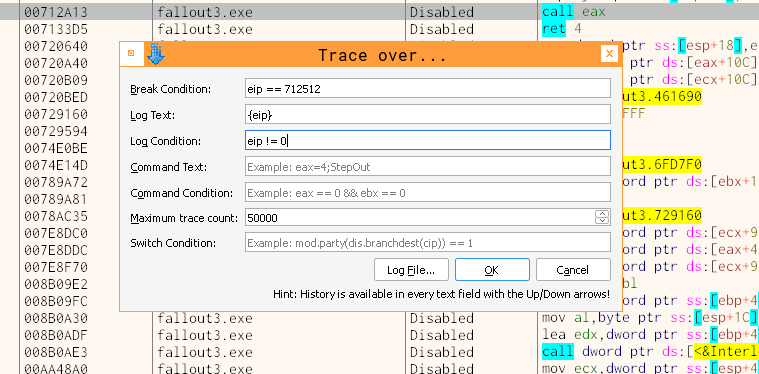 00712A13 fallout3.exe Disabled call eax
007133D5 fallout3.exe Disabled ret 4
00720640 ptr ss:[esp+18],e
Trace over...
00720A40 ptr ds:[eax+10C]
00720B09 ptr ds:[ecx+10C]
Break Condition: eip == 712512
00720BED out3.461690
Log Text: {eip}
00729160 FFF
00729594
Log Condition: eip != 0
0074E0BE
0074E14D out3.6FD7F0
Command Text: Example: eax=4;StepOut
00789A72 ord ptr ds:[ebx+1
Command Condition: Example: eax == 0 && ebx == 0
00789A81
0078AC35 out3.729160
Maximum trace count: 50000
007E8DC0 ord ptr ds:[ecx+9
007E8DDC ord ptr ds:[eax+4
Switch Condition: Example: mod.party(dis.branchdest(cip)) == 1
007E8F70 ord ptr ds:[ecx+9
Log File... OK Cancel
008B09E2 bl
Hint: History is available in every text field with the Up/Down arrows!
008B09FC ord ptr ss:[ebp+4
008B0A30 fallout3.exe Disabled mov al,byte ptr ss:[esp+1C]
008B0ADF fallout3.exe Disabled lea edx,dword ptr ss:[ebp+4
008B0AE3 fallout3.exe Disabled call dword ptr ds:[<&Interl
00AA48A0 fallout3.exe Disabled mov ecx,dword ptr ss:[esp+4